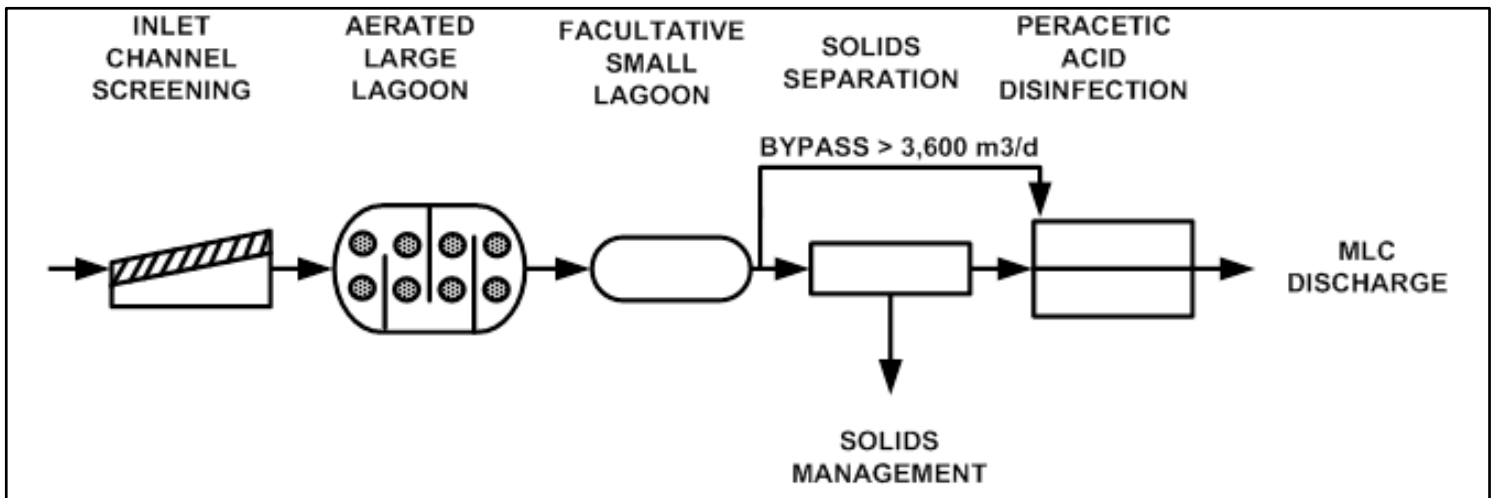 INLET
CHANNEL
SCREENING
AERATED
LARGE
LAGOON
FACULTATIVE
SMALL
LAGOON
SOLIDS
SEPARATION
PERACETIC
ACID
DISINFECTION
BYPASS > 3,600 m3/d
MLC
DISCHARGE
SOLIDS
MANAGEMENT